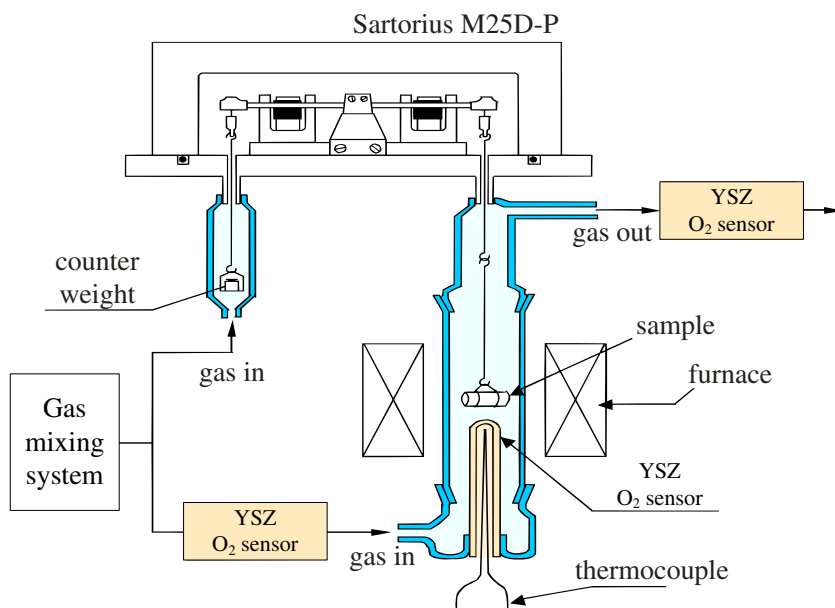 Sartorius M25D-P
YSZ
O₂ sensor
gas out
counter
weight
sample
gas in
furnace
Gas
mixing
system
YSZ
O₂ sensor
YSZ
O₂ sensor
gas in
thermocouple